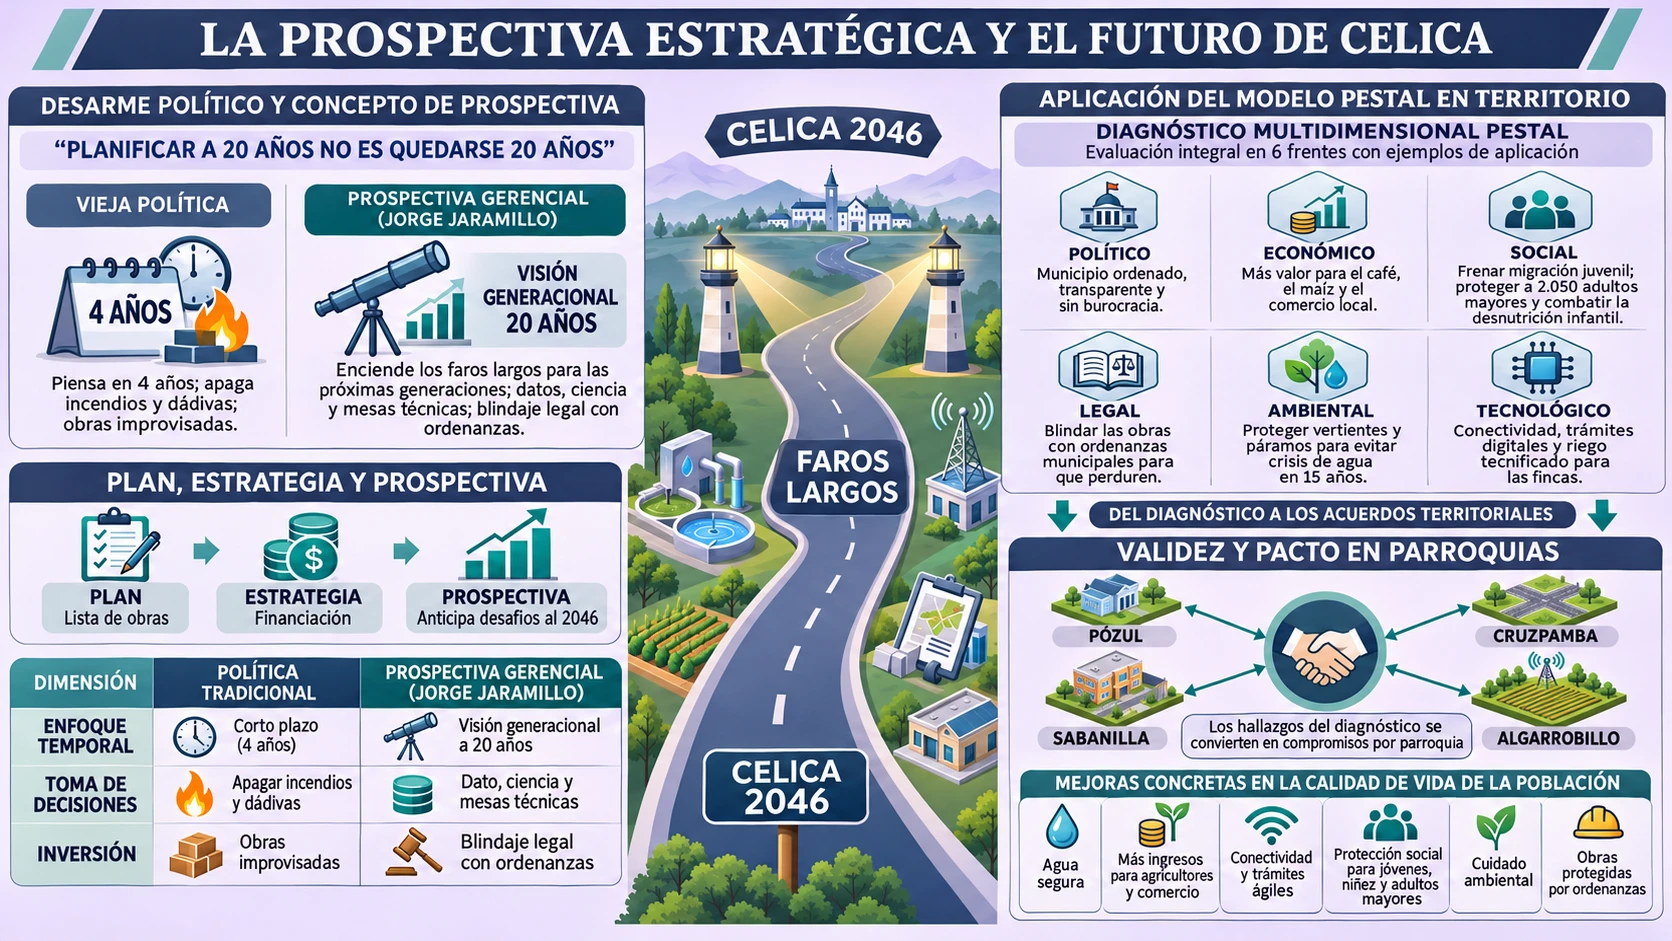 LA PROSPECTIVA ESTRATÉGICA Y EL FUTURO DE CELICA
DESARME POLÍTICO Y CONCEPTO DE PROSPECTIVA
“PLANIFICAR A 20 AÑOS NO ES QUEDARSE 20 AÑOS”
VIEJA POLÍTICA
4 AÑOS
Piensa en 4 años; apaga
incendios y dádivas;
obras improvisadas.
PROSPECTIVA GERENCIAL
(JORGE JARAMILLO)
VISIÓN
GENERACIONAL
20 AÑOS
Enciende los faros largos para las
próximas generaciones; datos, ciencia
y mesas técnicas; blindaje legal con
ordenanzas.
PLAN, ESTRATEGIA Y PROSPECTIVA
$
PLAN
Lista de obras
ESTRATEGIA
Financiación
PROSPECTIVA
Anticipa desafios al 2046
DIMENSIÓN
POLÍTICA
TRADICIONAL
PROSPECTIVA GERENCIAL
(JORGE JARAMILLO)
ENFOQUE
TEMPORAL
Corto plazo
(4 años)
Visión generacional
a 20 años
TOMA DE
DECISIONES
Apagar incendios
y dádivas
Dato, ciencia y
mesas técnicas
INVERSIÓN
Obras
improvisadas
Blindaje legal
con ordenanzas
CELICA 2046
FAROS
LARGOS
CELICA
2046
APLICACIÓN DEL MODELO PESTAL EN TERRITORIO
DIAGNÓSTICO MULTIDIMENSIONAL PESTAL
Evaluación integral en 6 frentes con ejemplos de aplicación
POLÍTICO
Municipio ordenado,
transparente y
sin burocracia.
ECONÓMICO
Más valor para el café,
el maíz y el
comercio local.
SOCIAL
Frenar migración juvenil;
proteger a 2.050 adultos
mayores y combatir la
desnutrición infantil.
LEGAL
Blindar las obras
con ordenanzas
municipales para
que perduren.
AMBIENTAL
Proteger vertientes y
páramos para evitar
crisis de agua
en 15 años.
TECNOLÓGICO
Conectividad, trámites
digitales y riego
tecnificado para
las fincas.
DEL DIAGNÓSTICO A LOS ACUERDOS TERRITORIALES
VALIDEZ Y PACTO EN PARROQUIAS
PÓZUL
CRUZPAMBA
SABANILLA
ALGARROBILLO
Los hallazgos del diagnóstico se
convierten en compromisos por parroquia
MEJORAS CONCRETAS EN LA CALIDAD DE VIDA DE LA POBLACIÓN
Agua
segura
Más ingresos
para agricultores
y comercio
Conectividad
y trámites
ágiles
Protección social
para jóvenes,
niñez y adultos
mayores
Cuidado
ambiental
Obras
protegidas
por ordenanzas